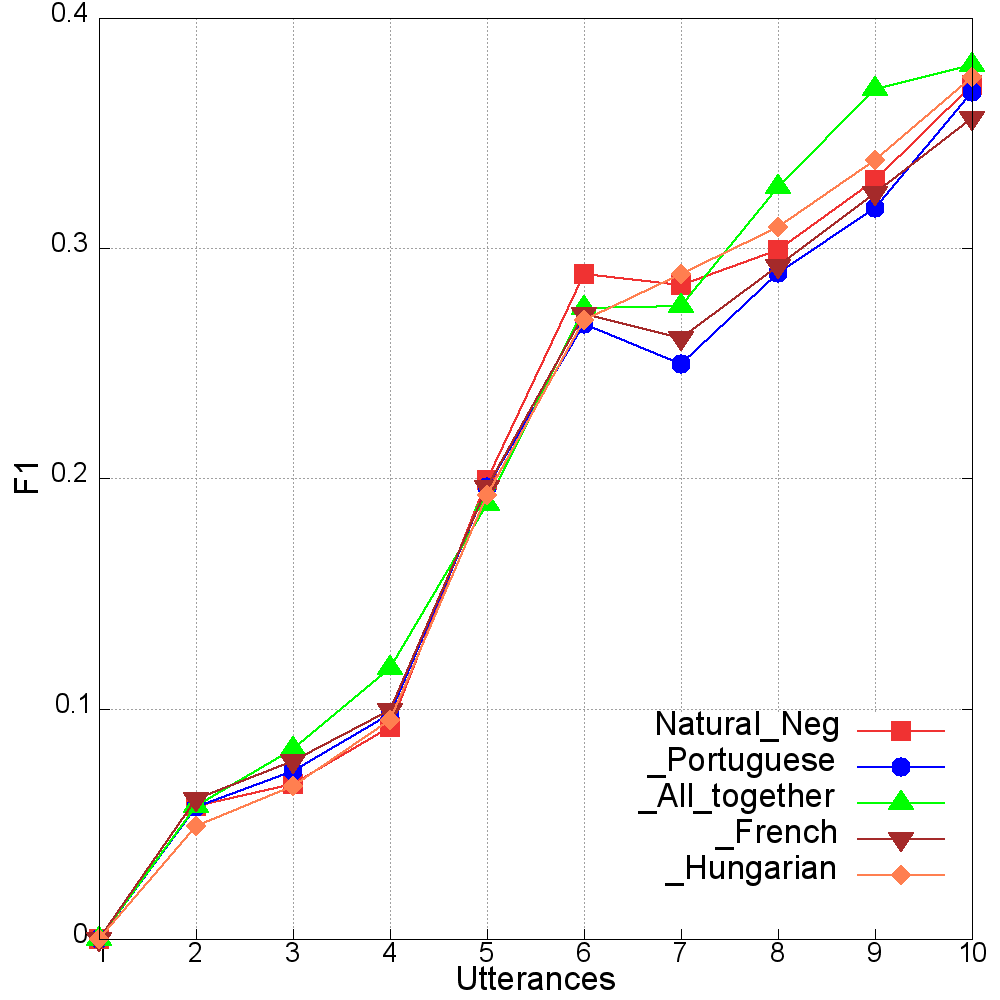 0.4
0.3
0.2
0.1
0
F1
1 2 3 4 5 6 7 8 9 10
Utterances
Natural_Neg
_Portuguese
_All_together
_French
_Hungarian